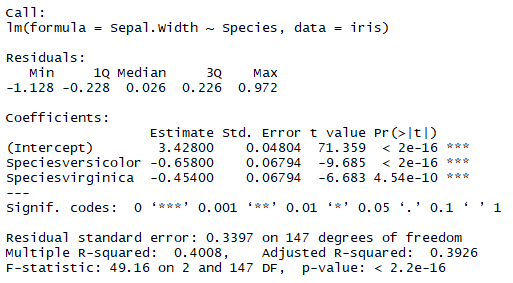 Call:
lm(formula = Sepal.Width ~ Species, data = iris)
Residuals:
Min 1Q Median 3Q Max
-1.128 -0.228 0.026 0.226 0.972
Coefficients:
Estimate Std. Error t value Pr(>|t|)
(Intercept) 3.42800 0.04804 71.359 < 2e-16 ***
Speciesversicolor -0.65800 0.06794 -9.685 < 2e-16 ***
Speciesvirginica -0.45400 0.06794 -6.683 4.54e-10 ***
---
Signif. codes: 0 ‘***’ 0.001 ‘**’ 0.01 ‘*’ 0.05 ‘.’ 0.1 ‘ ’ 1
Residual standard error: 0.3397 on 147 degrees of freedom
Multiple R-squared: 0.4008, Adjusted R-squared: 0.3926
F-statistic: 49.16 on 2 and 147 DF, p-value: < 2.2e-16